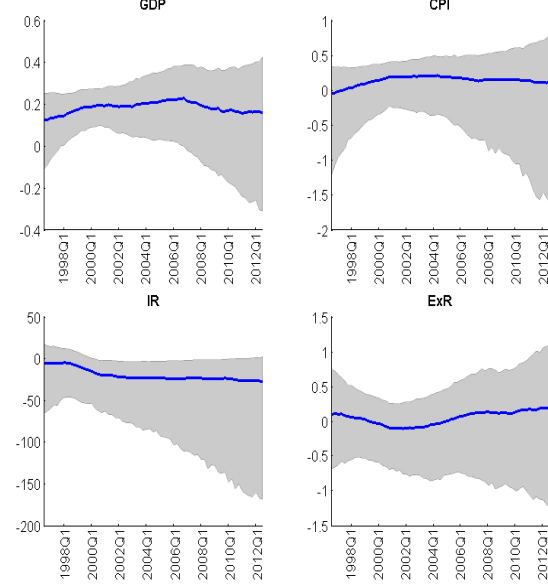 GDP
0.6
0.4
0.2
0
-0.2
-0.4
1998Q1
2000Q1
2002Q1
2004Q1
2006Q1
2008Q1
2010Q1
2012Q1
CPI
1
0.5
0
-0.5
-1
-1.5
-2
1998Q1
2000Q1
2002Q1
2004Q1
2006Q1
2008Q1
2010Q1
2012Q1
IR
50
0
-50
-100
-150
-200
1998Q1
2000Q1
2002Q1
2004Q1
2006Q1
2008Q1
2010Q1
2012Q1
ExR
1.5
1
0.5
0
-0.5
-1
-1.5
1998Q1
2000Q1
2002Q1
2004Q1
2006Q1
2008Q1
2010Q1
2012Q1